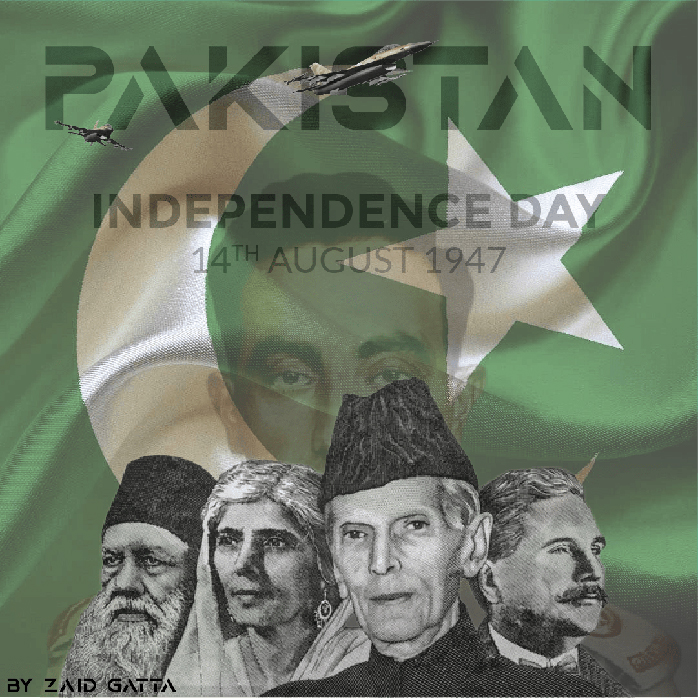 PAKISTAN
INDEPENDENCE DAY
14TH AUGUST 1947
BY ZAID GATTA